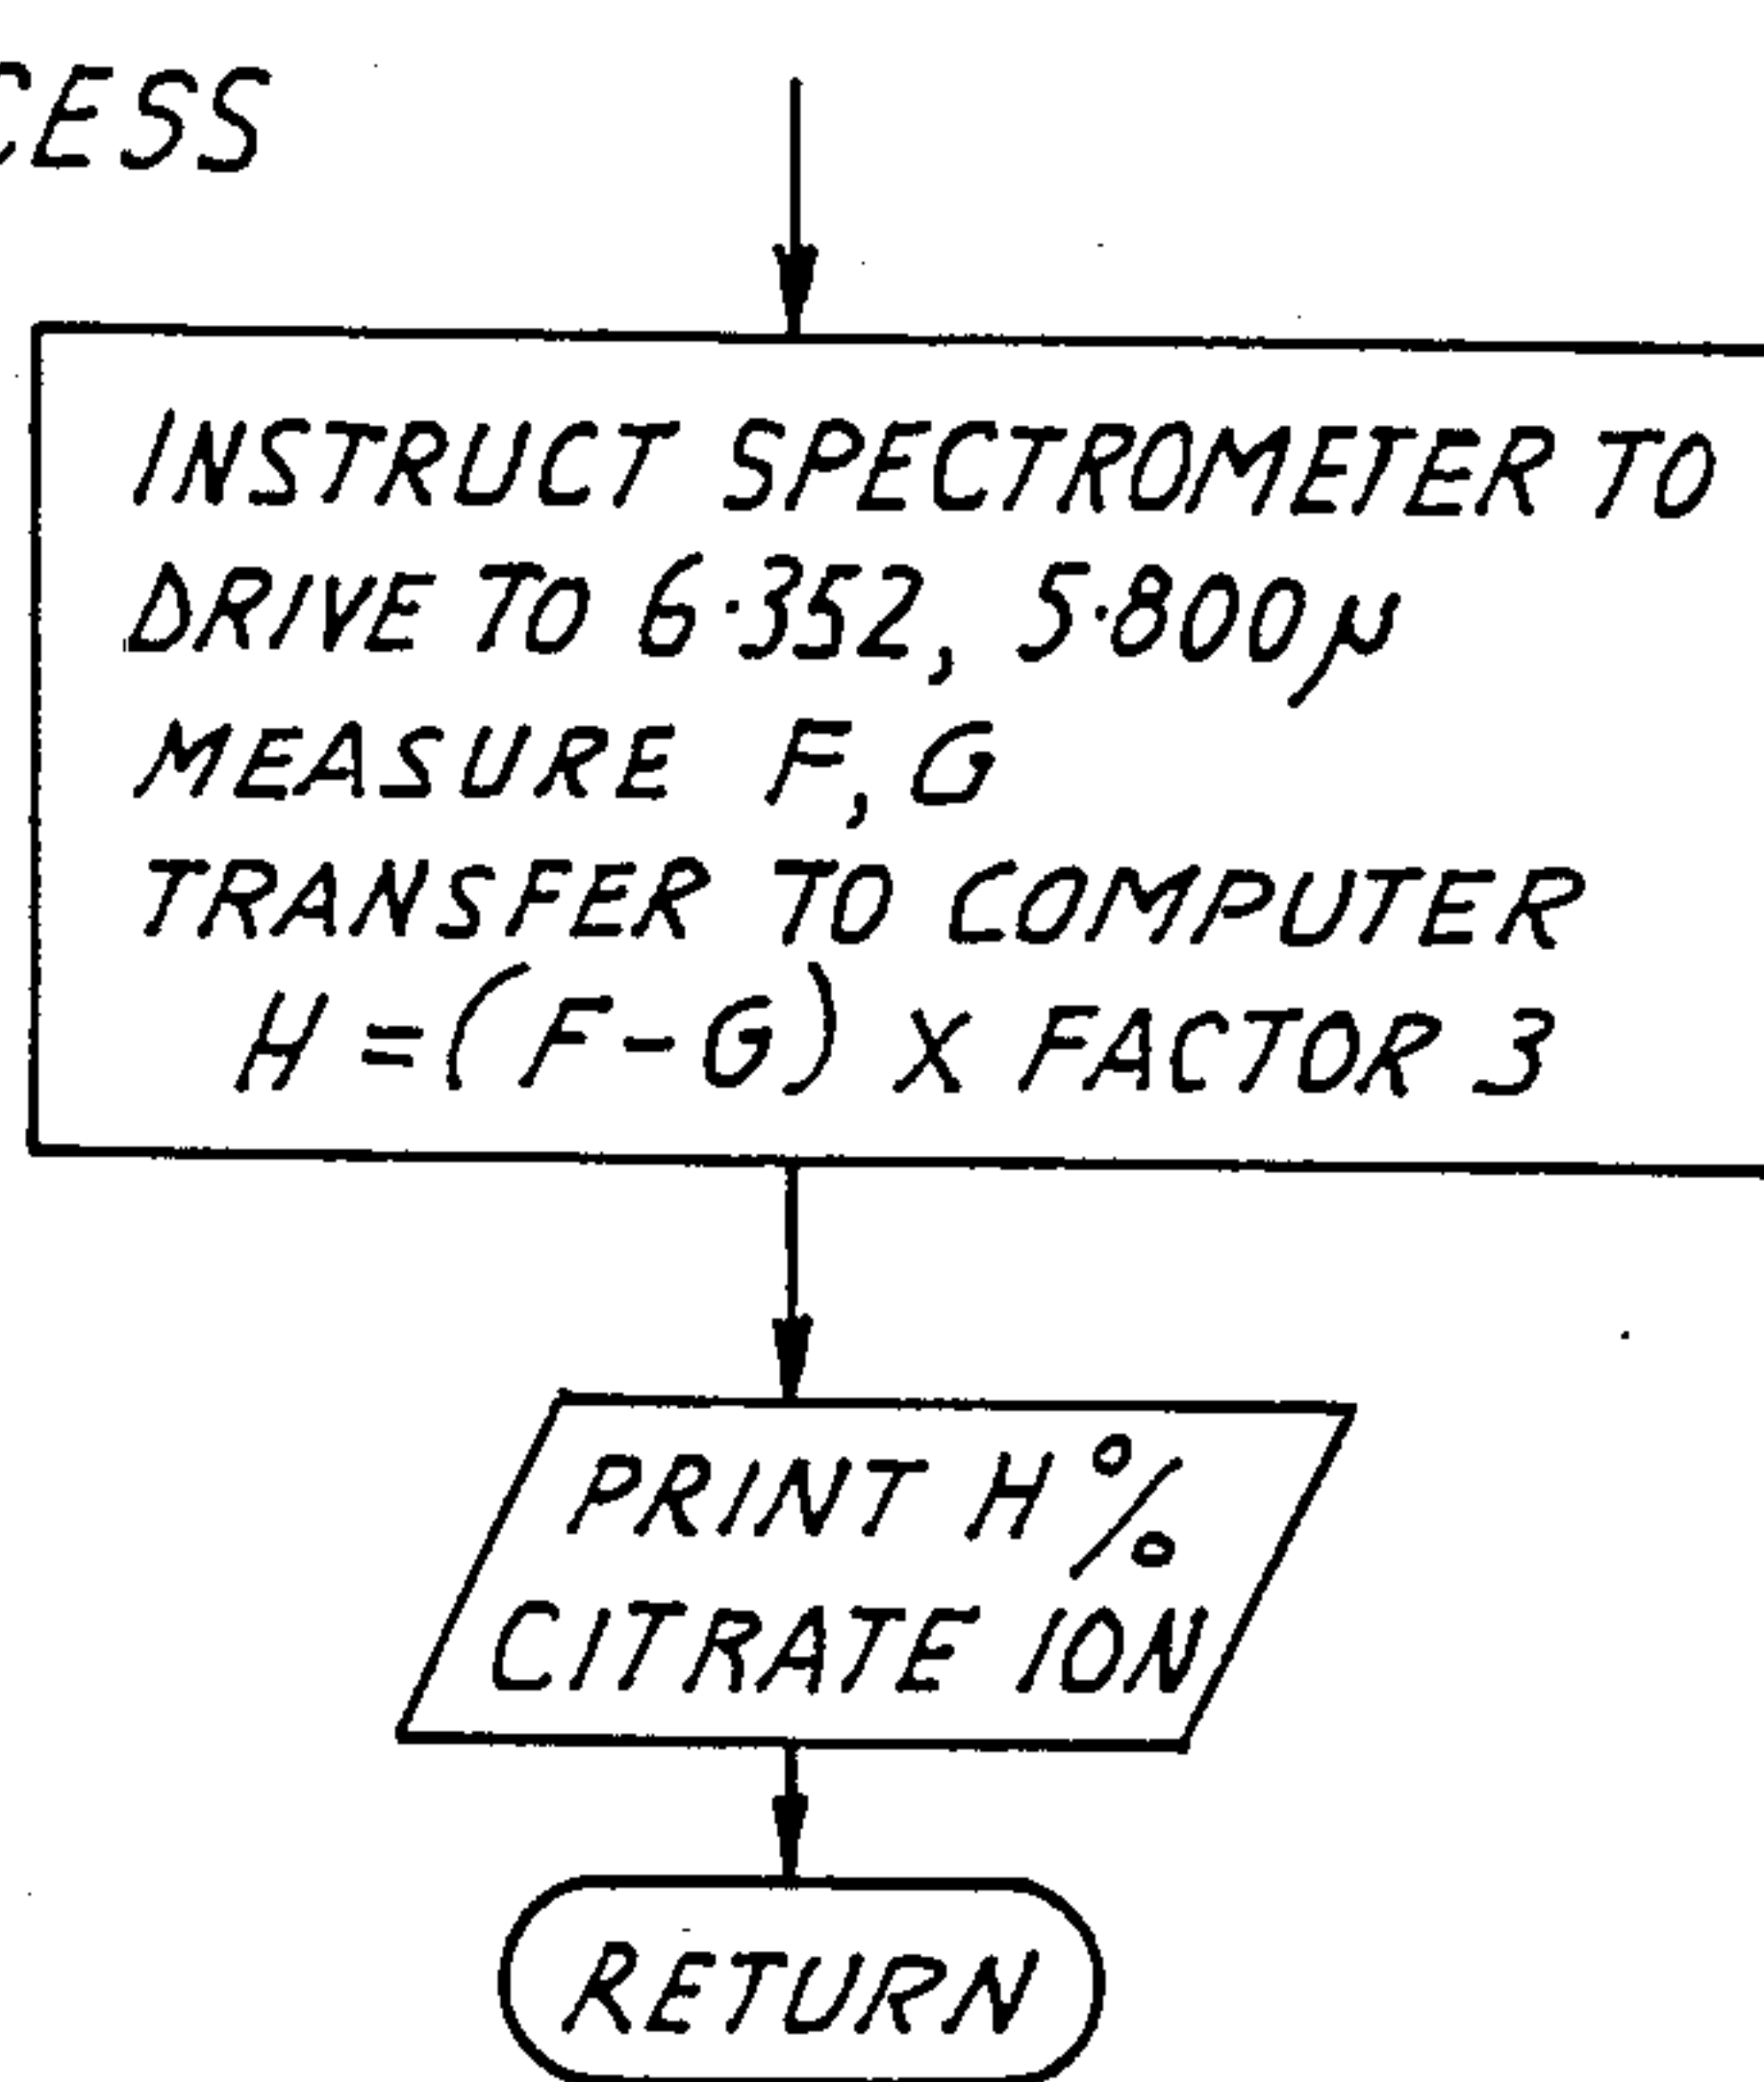 CESS
INSTRUCT SPECTROMETER TO
DRIVE TO 6·352, 5·800μ
MEASURE F, G
TRANSFER TO COMPUTER
H = (F - G) X FACTOR 3
PRINT H %
CITRATE ION
RETURN